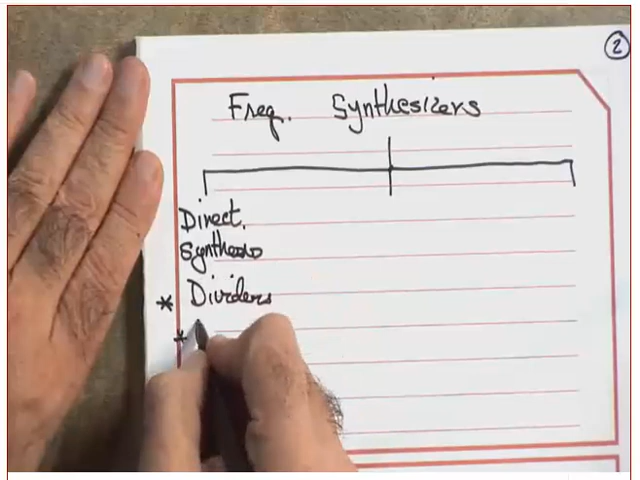 2
Freq. Synthesizers
Direct.
Synthesis
* Dividers
*